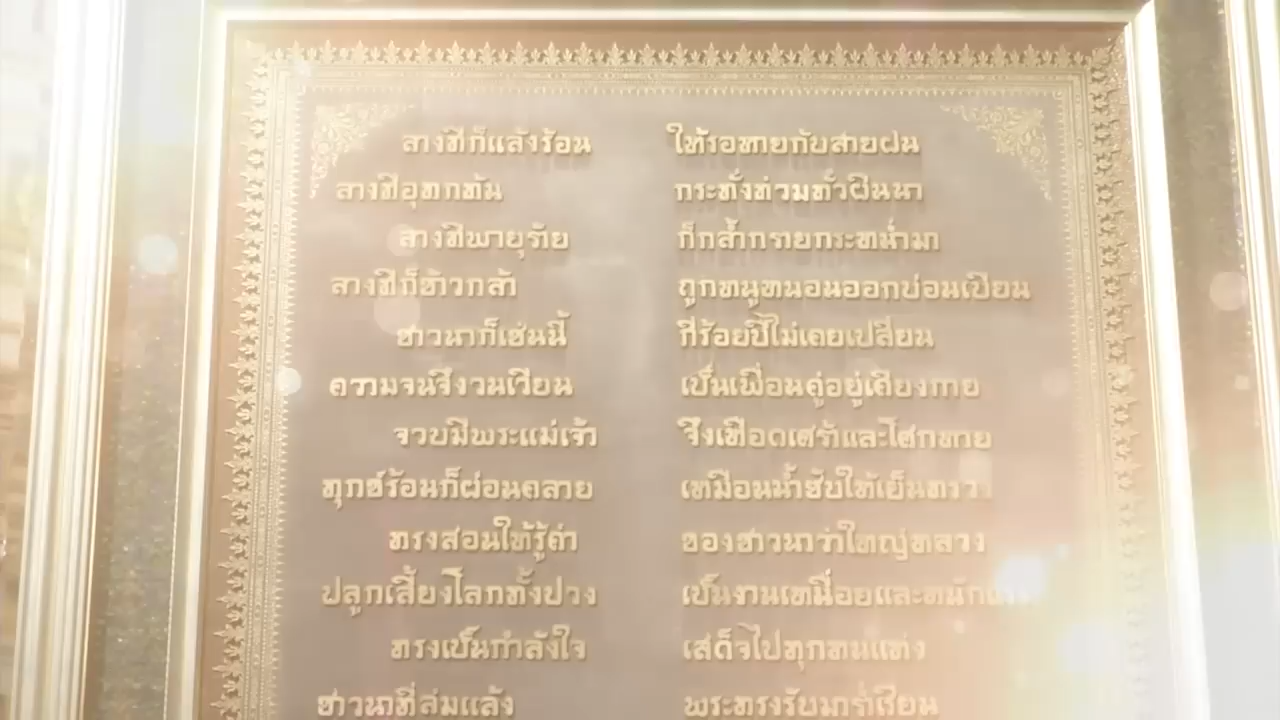 ลางทีก็แล้งร้อน ให้รอหายกับสายฝน
ลางทีอุทกท้น กระทั่งท่วมทั่วผืนนา
ลางทีพายุร้าย ก็กล้ำกรายกระหน่ำมา
ลางทีก็ข้าวกล้า ถูกหนูหนอนออกบ่อนเบียน
ชาวนาก็เช่นนี้ กี่ร้อยปีไม่เคยเปลี่ยน
ความจนจึงวนเวียน เป็นเพื่อนคู่อยู่เคียงกาย
จวบมีพระแม่เจ้า จึงเหือดเศร้าและโศกหาย
ทุกข์ร้อนก็ผ่อนคลาย เหมือนน้ำชับให้เย็นทรวง
ทรงสอนให้รู้ค่า ของชาวนาว่าใหญ่หลวง
ปลูกเลี้ยงโลกทั้งปวง เป็นงานเหนื่อยและหนัก
ทรงเป็นกำลังใจ เสด็จไปทุกหนแห่ง
ชาวนาที่ล่มแล้ง พระทรงรับมาร่ำเรียน